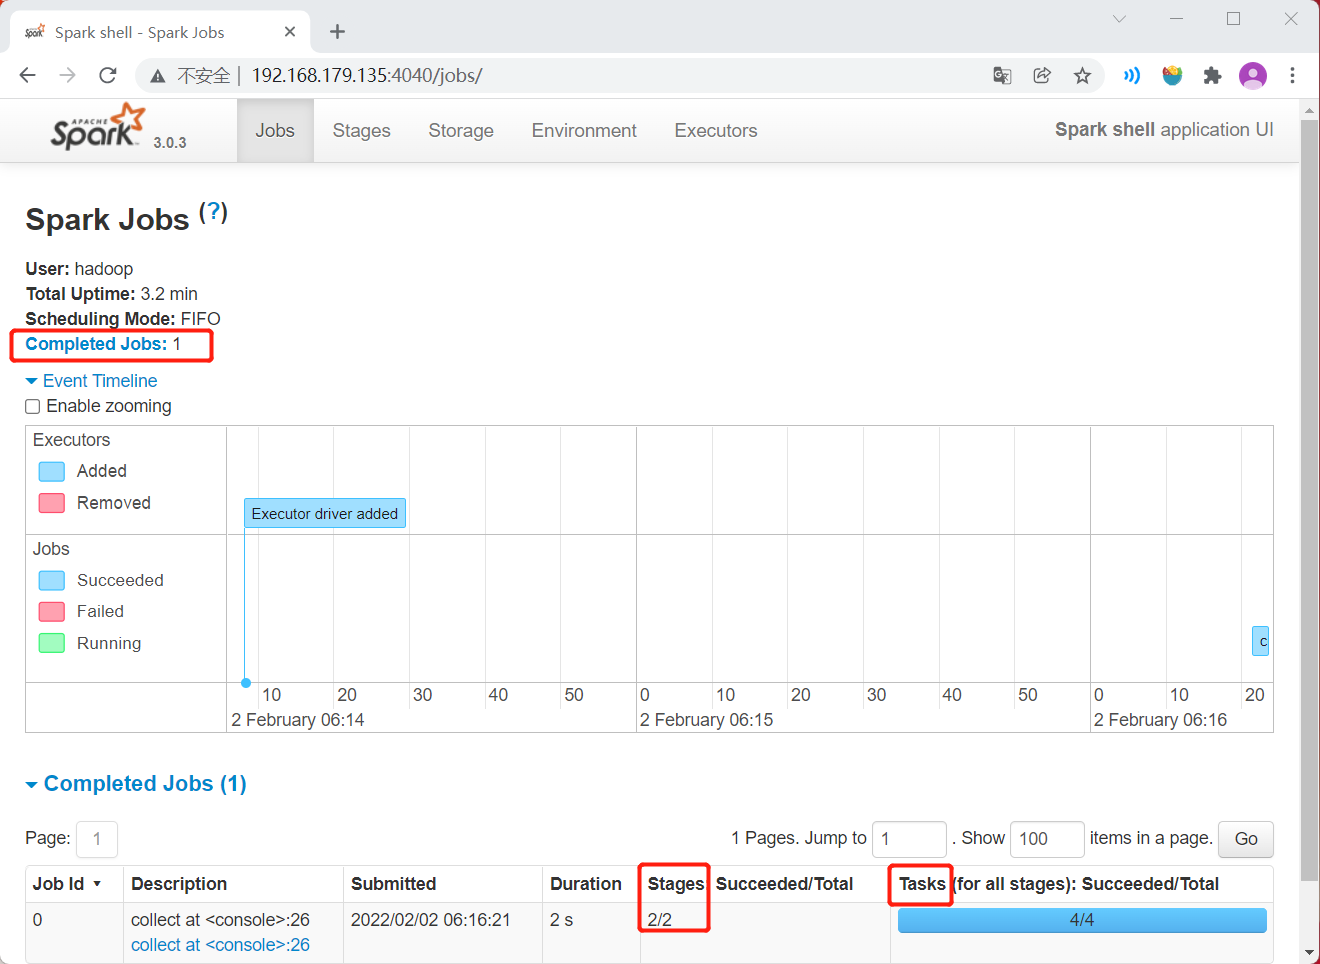 Spark shell - Spark Jobs
不安全 | 192.168.179.135:4040/jobs/
APACHE Spark 3.0.3 Jobs Stages Storage Environment Executors Spark shell application UI
Spark Jobs (?)
User: hadoop
Total Uptime: 3.2 min
Scheduling Mode: FIFO
Completed Jobs: 1
Event Timeline
Enable zooming
Executors
Added
Removed
Executor driver added
Jobs
Succeeded
Failed
Running
c
10 20 30 40 50 0 10 20 30 40 50 0 10 20
2 February 06:14 2 February 06:15 2 February 06:16
Completed Jobs (1)
Page: 1 1 Pages. Jump to 1 . Show 100 items in a page. Go
Job Id Description Submitted Duration Stages: Succeeded/Total Tasks (for all stages): Succeeded/Total
0 collect at <console>:26 2022/02/02 06:16:21 2 s 2/2 4/4
collect at <console>:26